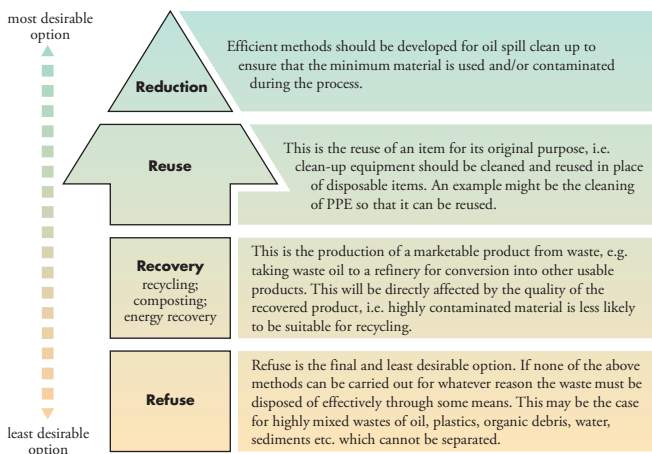 most desirable
option
Efficient methods should be developed for oil spill clean up to
ensure that the minimum material is used and/or contaminated
during the process.
Reduction
This is the reuse of an item for its original purpose, i.e.
clean-up equipment should be cleaned and reused in place
of disposable items. An example might be the cleaning
of PPE so that it can be reused.
Reuse
This is the production of a marketable product from waste, e.g.
taking waste oil to a refinery for conversion into other usable
products. This will be directly affected by the quality of the
recovered product, i.e. highly contaminated material is less likely
to be suitable for recycling.
Recovery
recycling;
composting;
energy recovery
Refuse is the final and least desirable option. If none of the above
methods can be carried out for whatever reason the waste must be
disposed of effectively through some means. This may be the case
for highly mixed wastes of oil, plastics, organic debris, water,
sediments etc. which cannot be separated.
Refuse
least desirable
option